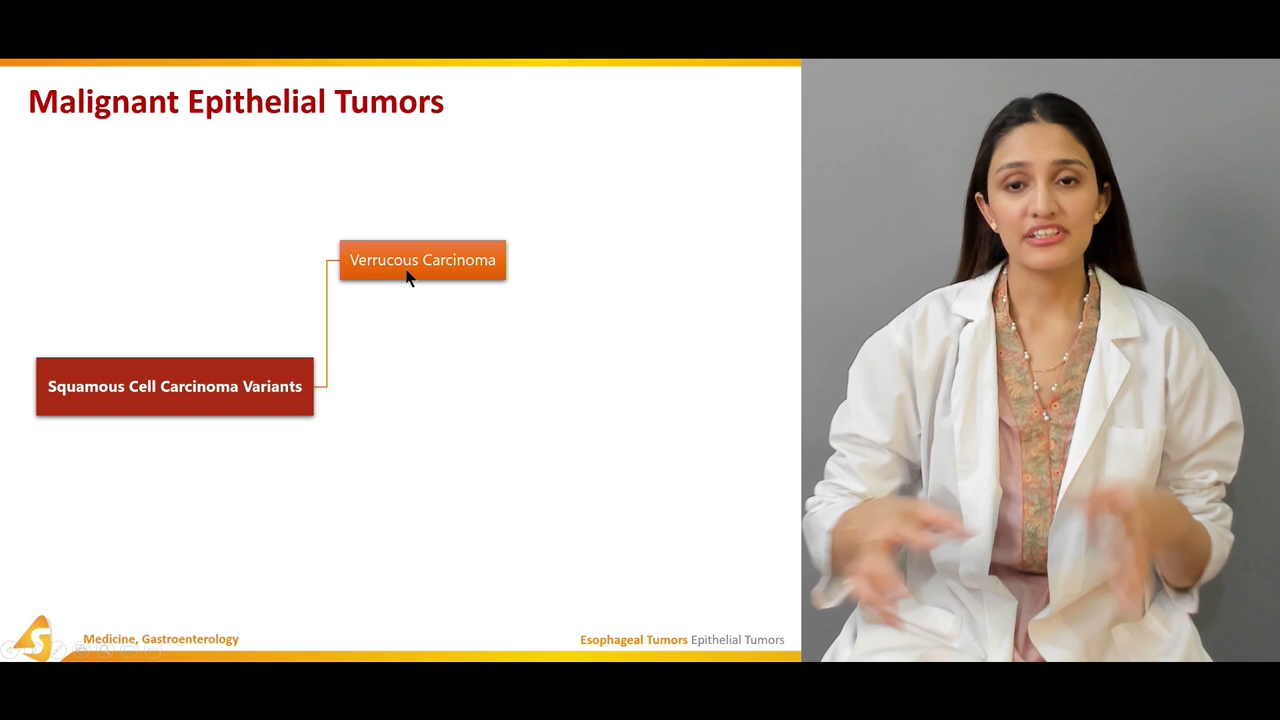 Malignant Epithelial Tumors
Verrucous Carcinoma
Squamous Cell Carcinoma Variants
S
Medicine, Gastroenterology
Esophageal Tumors Epithelial Tumors